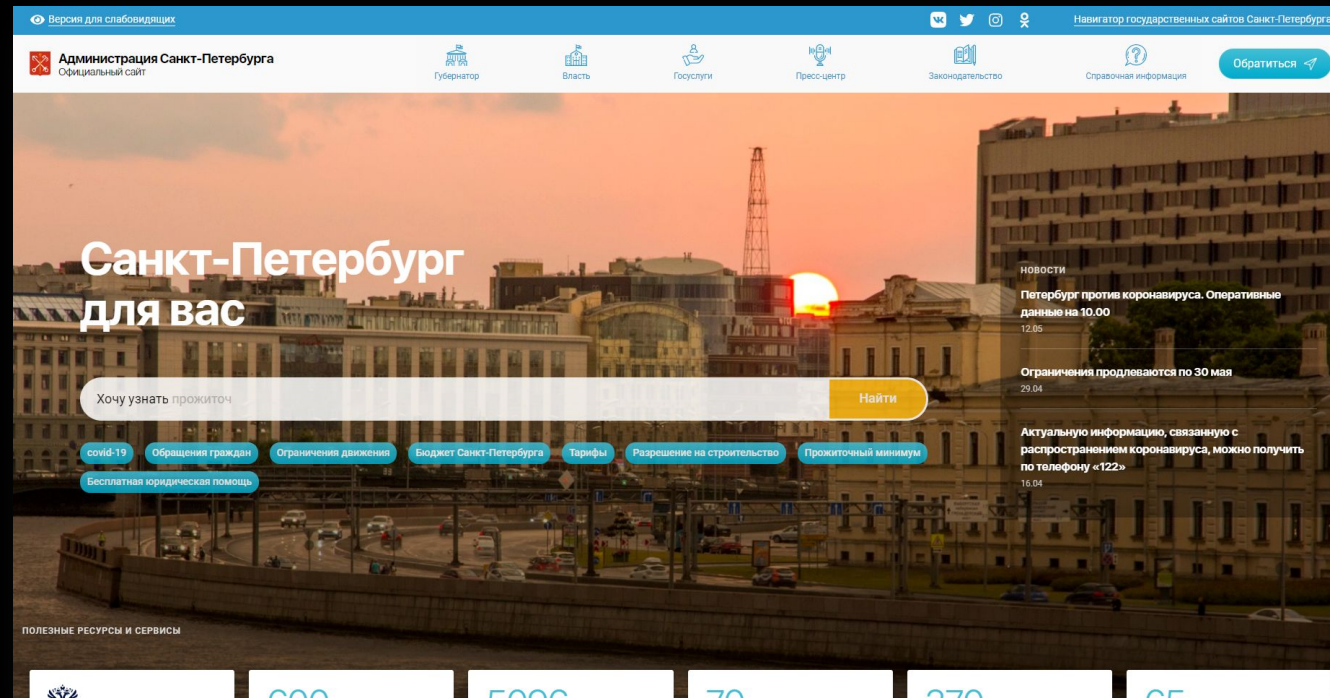 Версия для слабовидящих
Навигатор государственных сайтов Санкт-Петербурга
Администрация Санкт-Петербурга
Официальный сайт
Губернатор
Власть
Госуслуги
Пресс-центр
Законодательство
Справочная информация
Обратиться
Санкт-Петербург
для вас
Хочу узнать прожиточ
Найти
covid-19
Обращения граждан
Ограничения движения
Бюджет Санкт-Петербурга
Тарифы
Разрешение на строительство
Прожиточный минимум
Бесплатная юридическая помощь
НОВОСТИ
Петербург против коронавируса. Оперативные
данные на 10.00
12.05
Ограничения продлеваются по 30 мая
29.04
Актуальную информацию, связанную с
распространением коронавируса, можно получить
по телефону «122»
16.04
ПОЛЕЗНЫЕ РЕСУРСЫ И СЕРВИСЫ